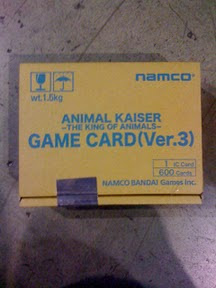 namco®
wt.1.6kg
ANIMAL KAISER
-THE KING OF ANIMALS-
GAME CARD(Ver.3)
1 IC Card
600 Cards
NAMCO BANDAI Games Inc.